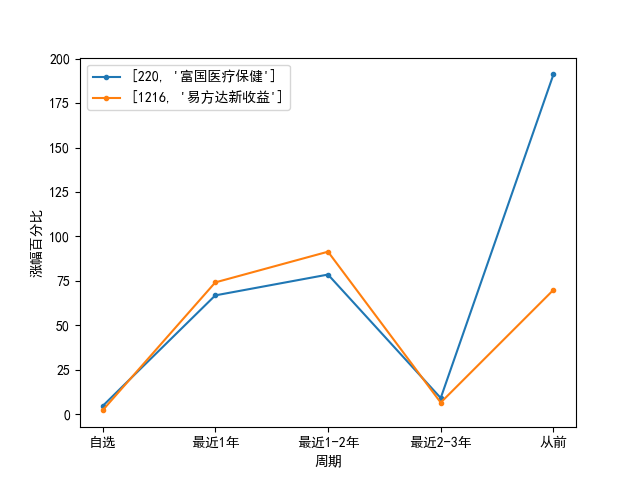 200
175
150
125
100
75
50
25
0
涨幅百分比
[220, '富国医疗保健']
[1216, '易方达新收益']
自选
最近1年
最近1-2年
最近2-3年
从前
周期